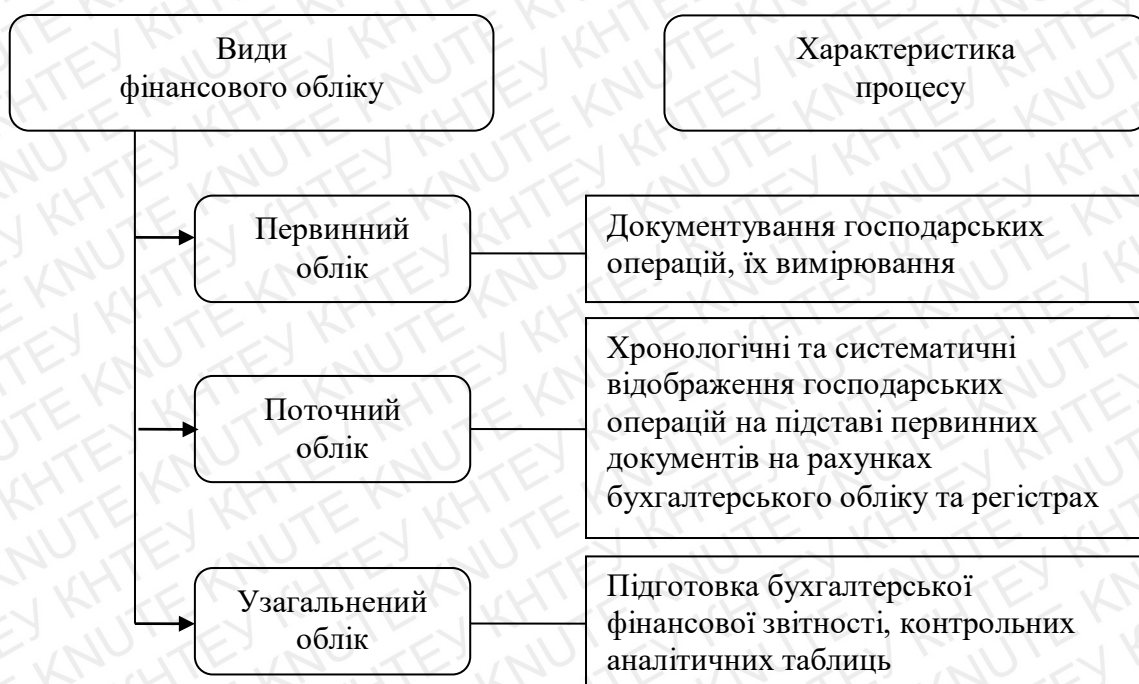 Види
фінансового обліку
Характеристика
процесу
Первинний
облік
Документування господарських
операцій, їх вимірювання
Поточний
облік
Хронологічні та систематичні
відображення господарських
операцій на підставі первинних
документів на рахунках
бухгалтерського обліку та регістрах
Узагальнений
облік
Підготовка бухгалтерської
фінансової звітності, контрольних
аналітичних таблиць